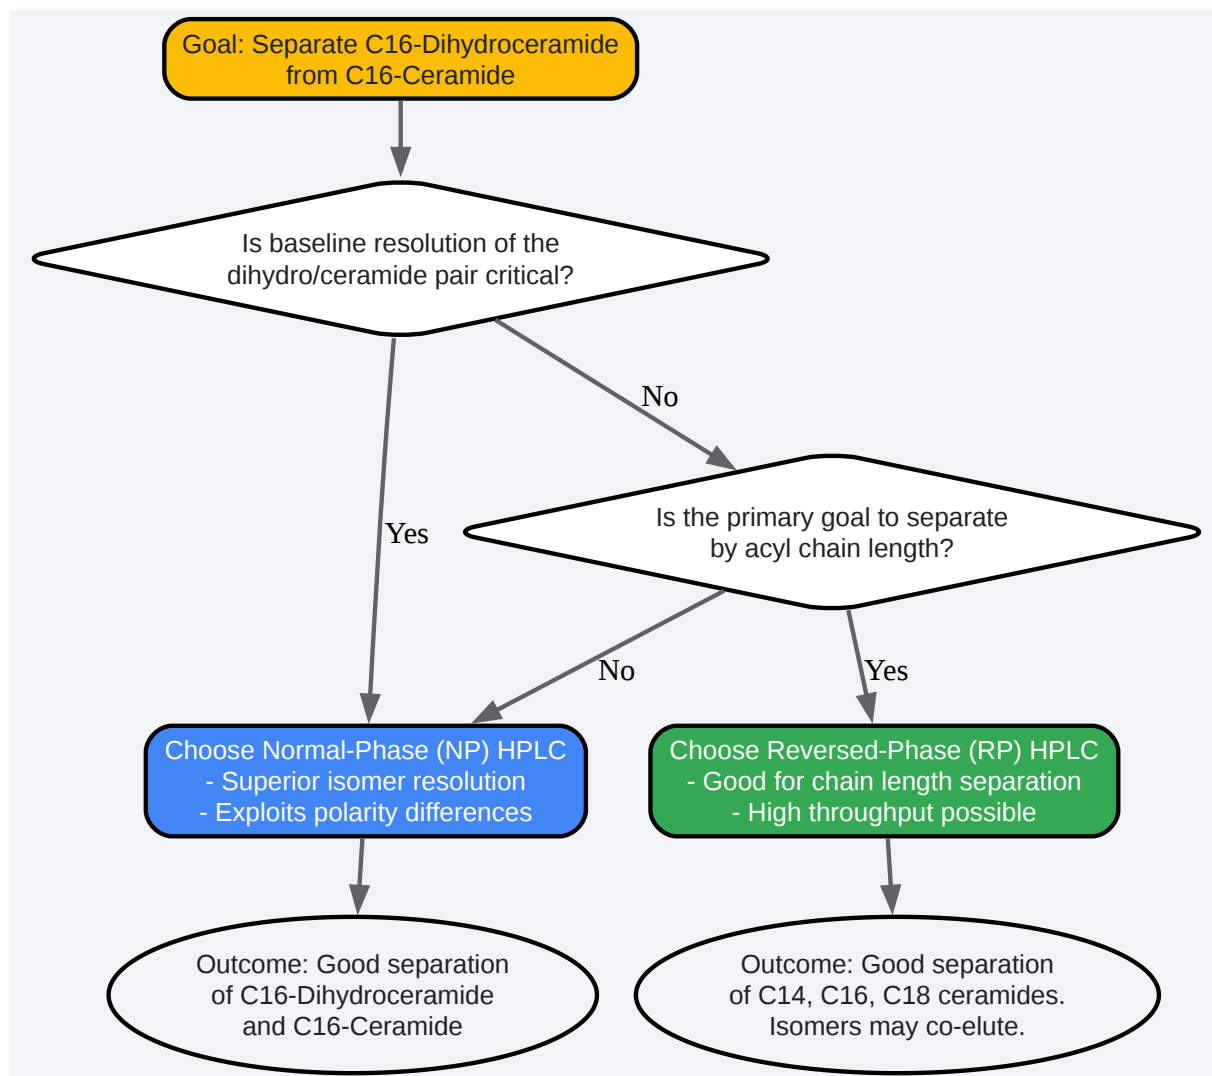 Goal: Separate C16-Dihydroceramide
from C16-Ceramide
Is baseline resolution of the
dihydro/ceramide pair critical?
No
Yes
Is the primary goal to separate
by acyl chain length?
No
Yes
Choose Normal-Phase (NP) HPLC
- Superior isomer resolution
- Exploits polarity differences
Choose Reversed-Phase (RP) HPLC
- Good for chain length separation
- High throughput possible
Outcome: Good separation
of C16-Dihydroceramide
and C16-Ceramide
Outcome: Good separation
of C14, C16, C18 ceramides.
Isomers may co-elute.